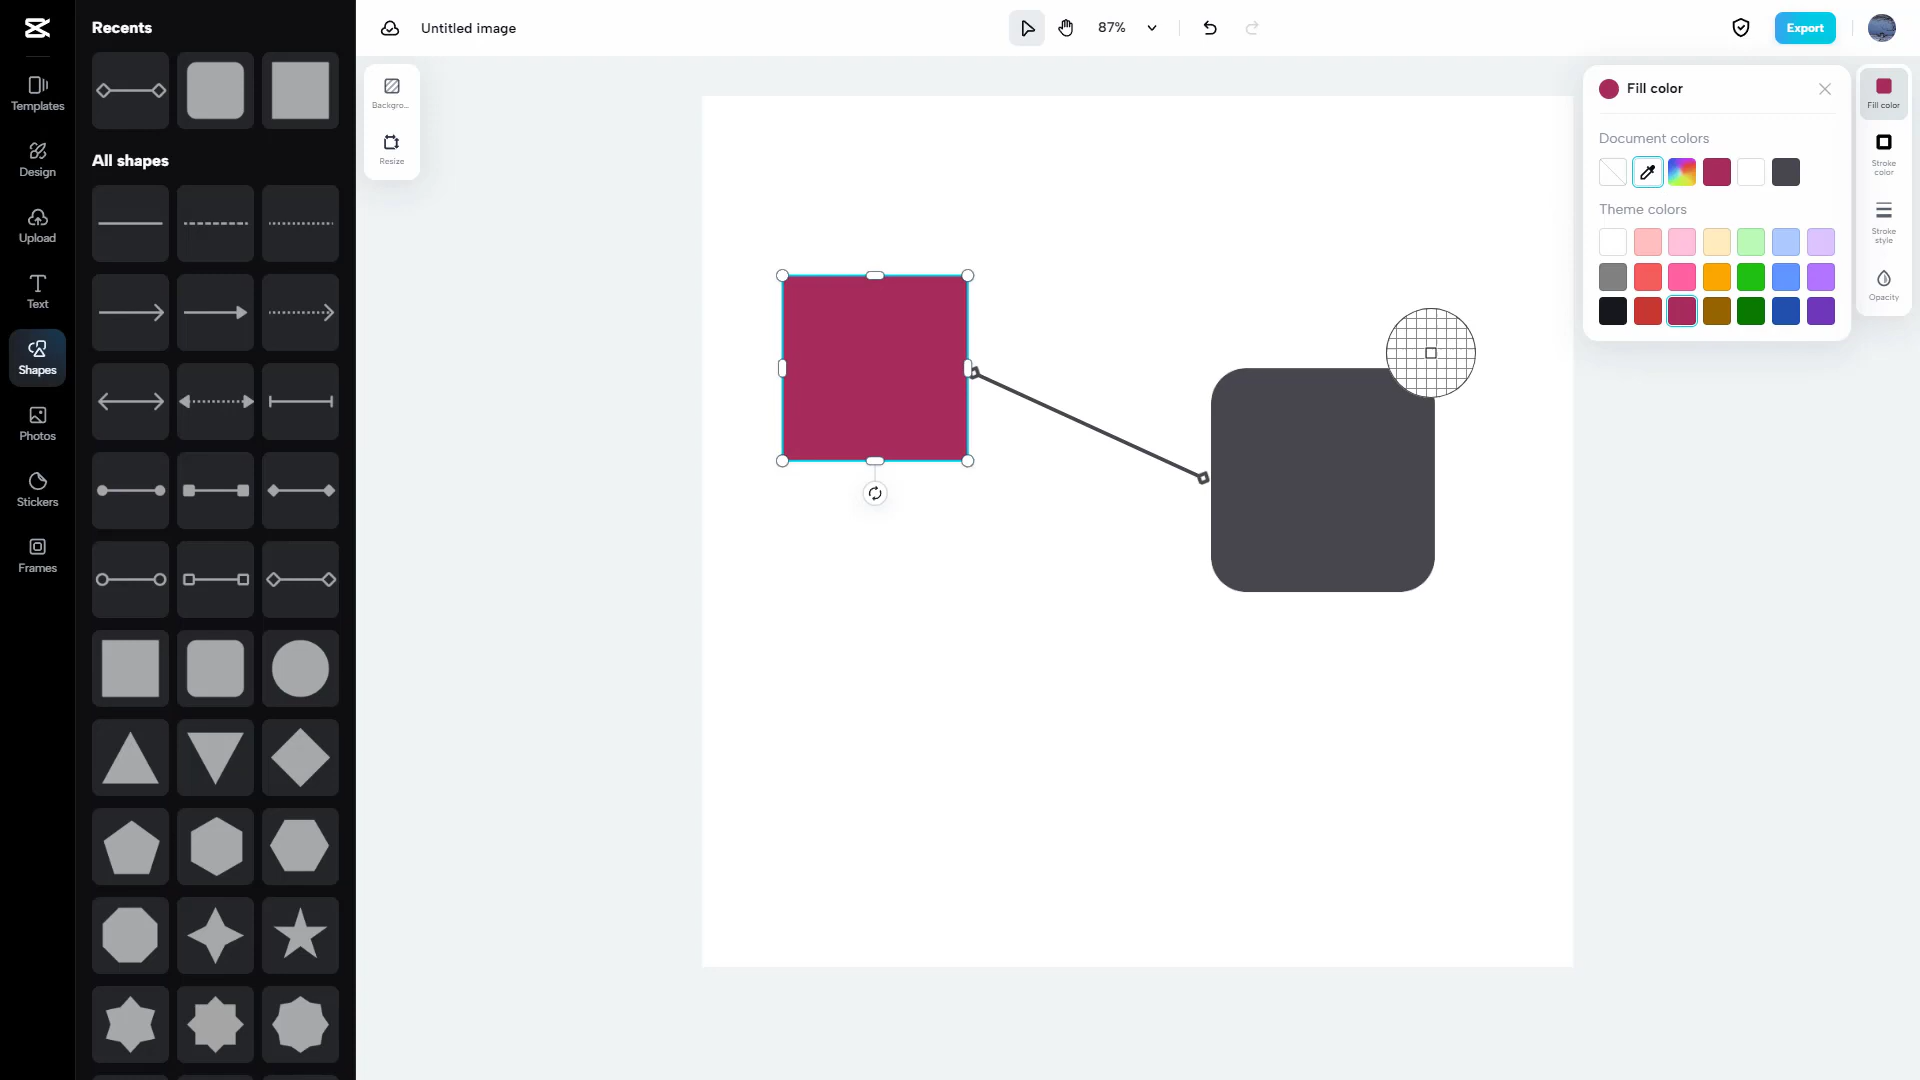 Recents
All shapes
Templates
Design
Upload
Text
Shapes
Photos
Stickers
Frames
Untitled image
87%
Export
Backgro...
Resize
Fill color
Document colors
Theme colors
Fill color
Stroke
color
Stroke
style
Opacity